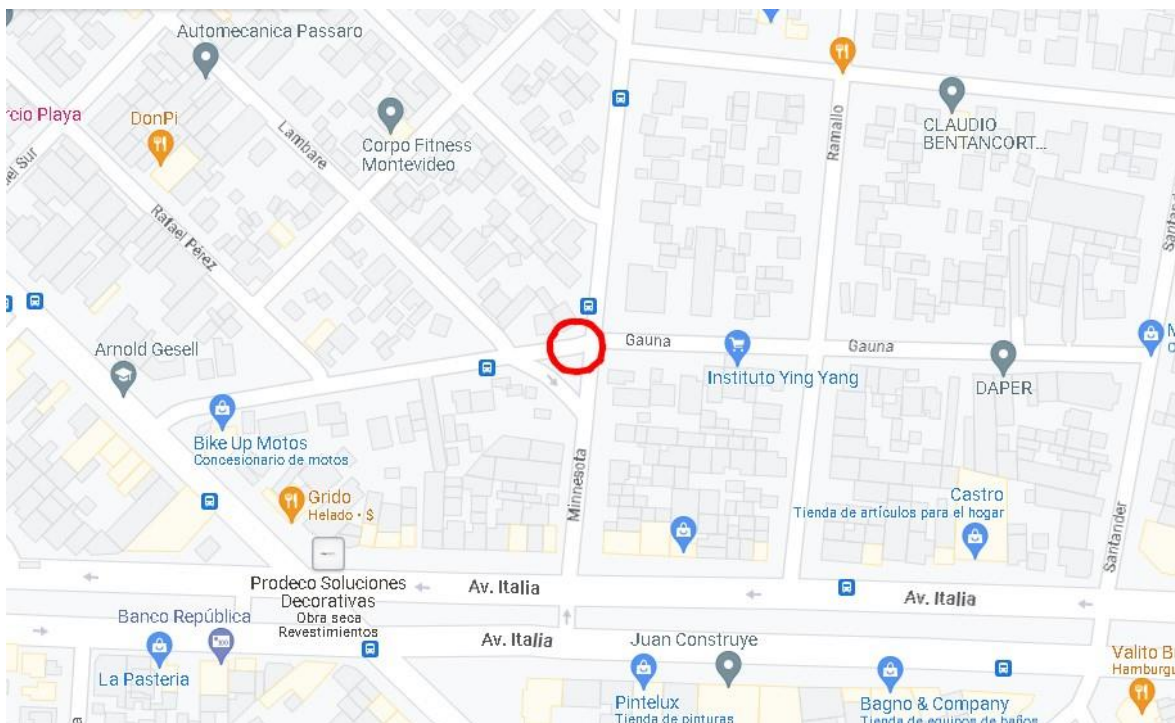 Automecanica Passaro
rcio Playa
DonPi
Lambare
Corpo Fitness
Montevideo
Ramallo
CLAUDIO
BENTANCORT...
el Sur
Rafael Pérez
Santand
Arnold Gesell
Gauna
Gauna
Instituto Ying Yang
DAPER
Bike Up Motos
Concesionario de motos
Grido
Helado · $
Minnesota
Castro
Tienda de artículos para el hogar
Santander
Prodeco Soluciones
Decorativas
Obra seca
Revestimientos
Av. Italia
Av. Italia
Banco República
Av. Italia
Juan Construye
La Pasteria
Valito B
Hamburgu
Pintelux
Tienda de pinturas
Bagno & Company
Tienda de equipos de baños